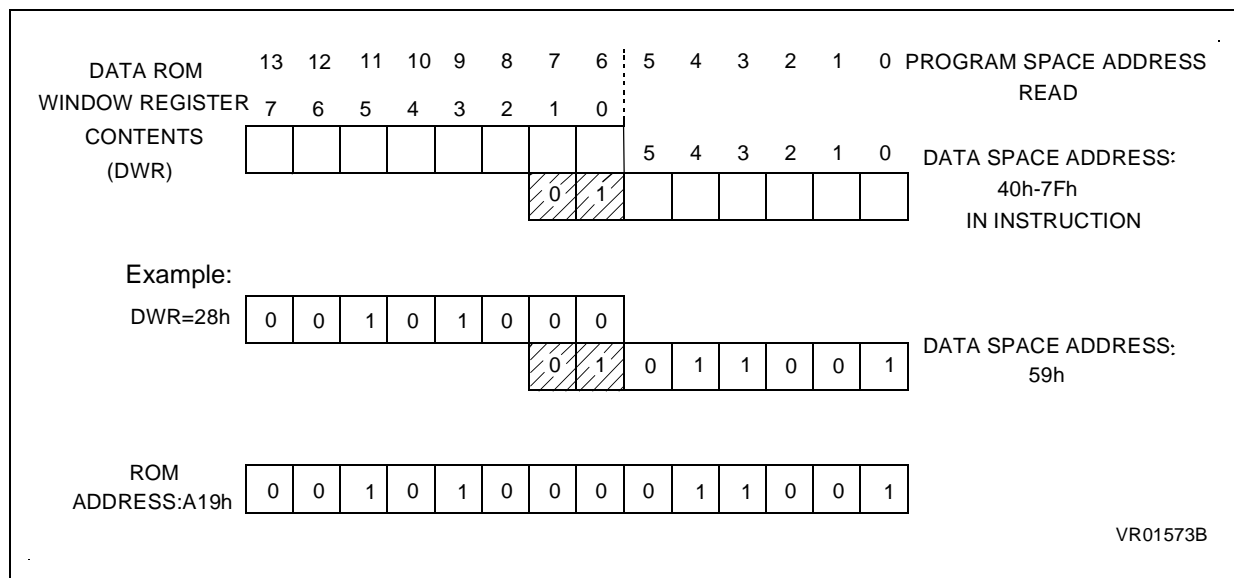 13 12 11 10 9 8 7 6 5 4 3 2 1 0 PROGRAM SPACE ADDRESS
READ
DATA ROM
WINDOW REGISTER
CONTENTS
(DWR)
7 6 5 4 3 2 1 0
5 4 3 2 1 0
0 1
DATA SPACE ADDRESS:
40h-7Fh
IN INSTRUCTION
Example:
DWR=28h 0 0 1 0 1 0 0 0
0 1 0 1 1 0 0 1
DATA SPACE ADDRESS:
59h
ROM
ADDRESS:A19h
0 0 1 0 1 0 0 0 0 1 1 0 0 1
VR01573B